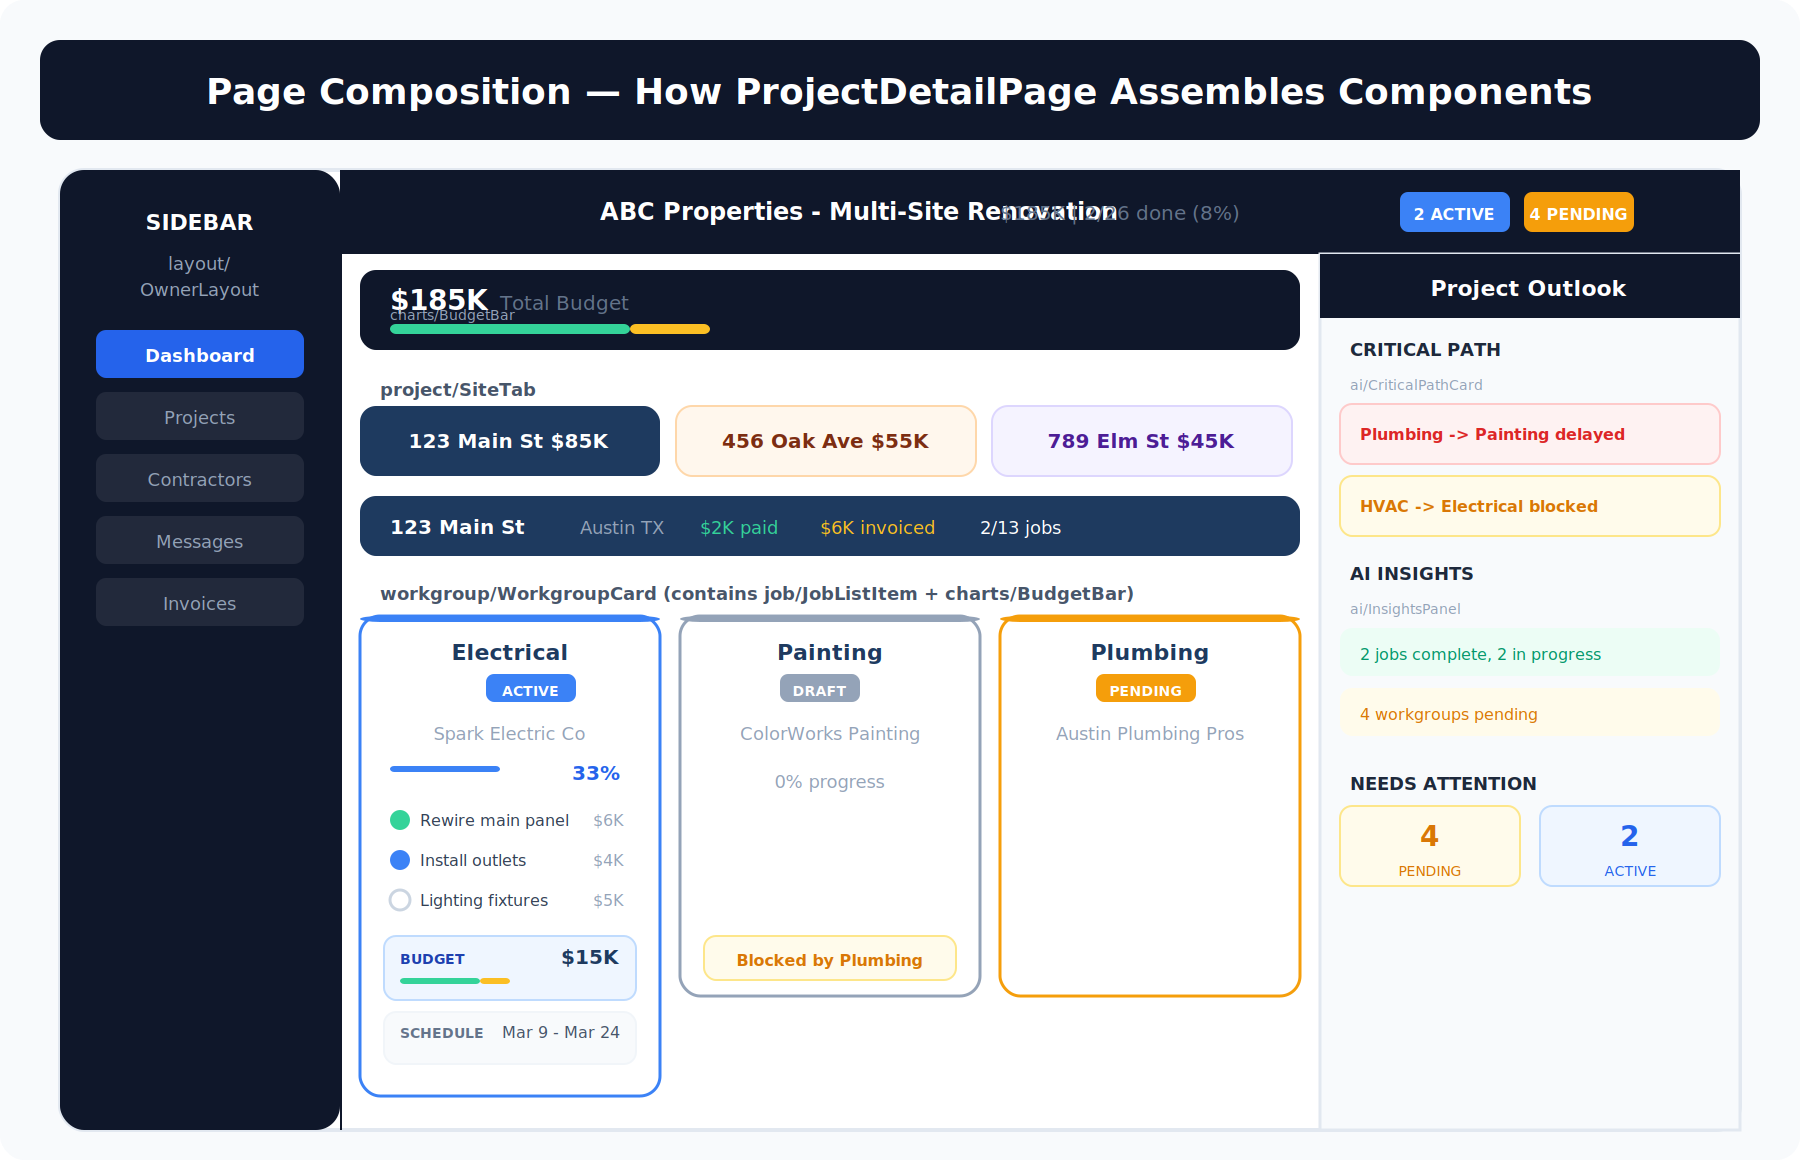 Page Composition — How ProjectDetailPage Assembles Components
SIDEBAR
layout/
OwnerLayout
Dashboard
Projects
Contractors
Messages
Invoices
ABC Properties - Multi-Site Renovation
$185K | 2/26 done (8%)
2 ACTIVE
4 PENDING
$185K Total Budget
charts/BudgetBar
project/SiteTab
123 Main St $85K
456 Oak Ave $55K
789 Elm St $45K
123 Main St Austin TX $2K paid $6K invoiced 2/13 jobs
workgroup/WorkgroupCard (contains job/JobListItem + charts/BudgetBar)
Electrical
ACTIVE
Spark Electric Co
33%
Rewire main panel $6K
Install outlets $4K
Lighting fixtures $5K
BUDGET $15K
SCHEDULE Mar 9 - Mar 24
Painting
DRAFT
ColorWorks Painting
0% progress
Blocked by Plumbing
Plumbing
PENDING
Austin Plumbing Pros
Project Outlook
CRITICAL PATH
ai/CriticalPathCard
Plumbing -> Painting delayed
HVAC -> Electrical blocked
AI INSIGHTS
ai/InsightsPanel
2 jobs complete, 2 in progress
4 workgroups pending
NEEDS ATTENTION
4
PENDING
2
ACTIVE